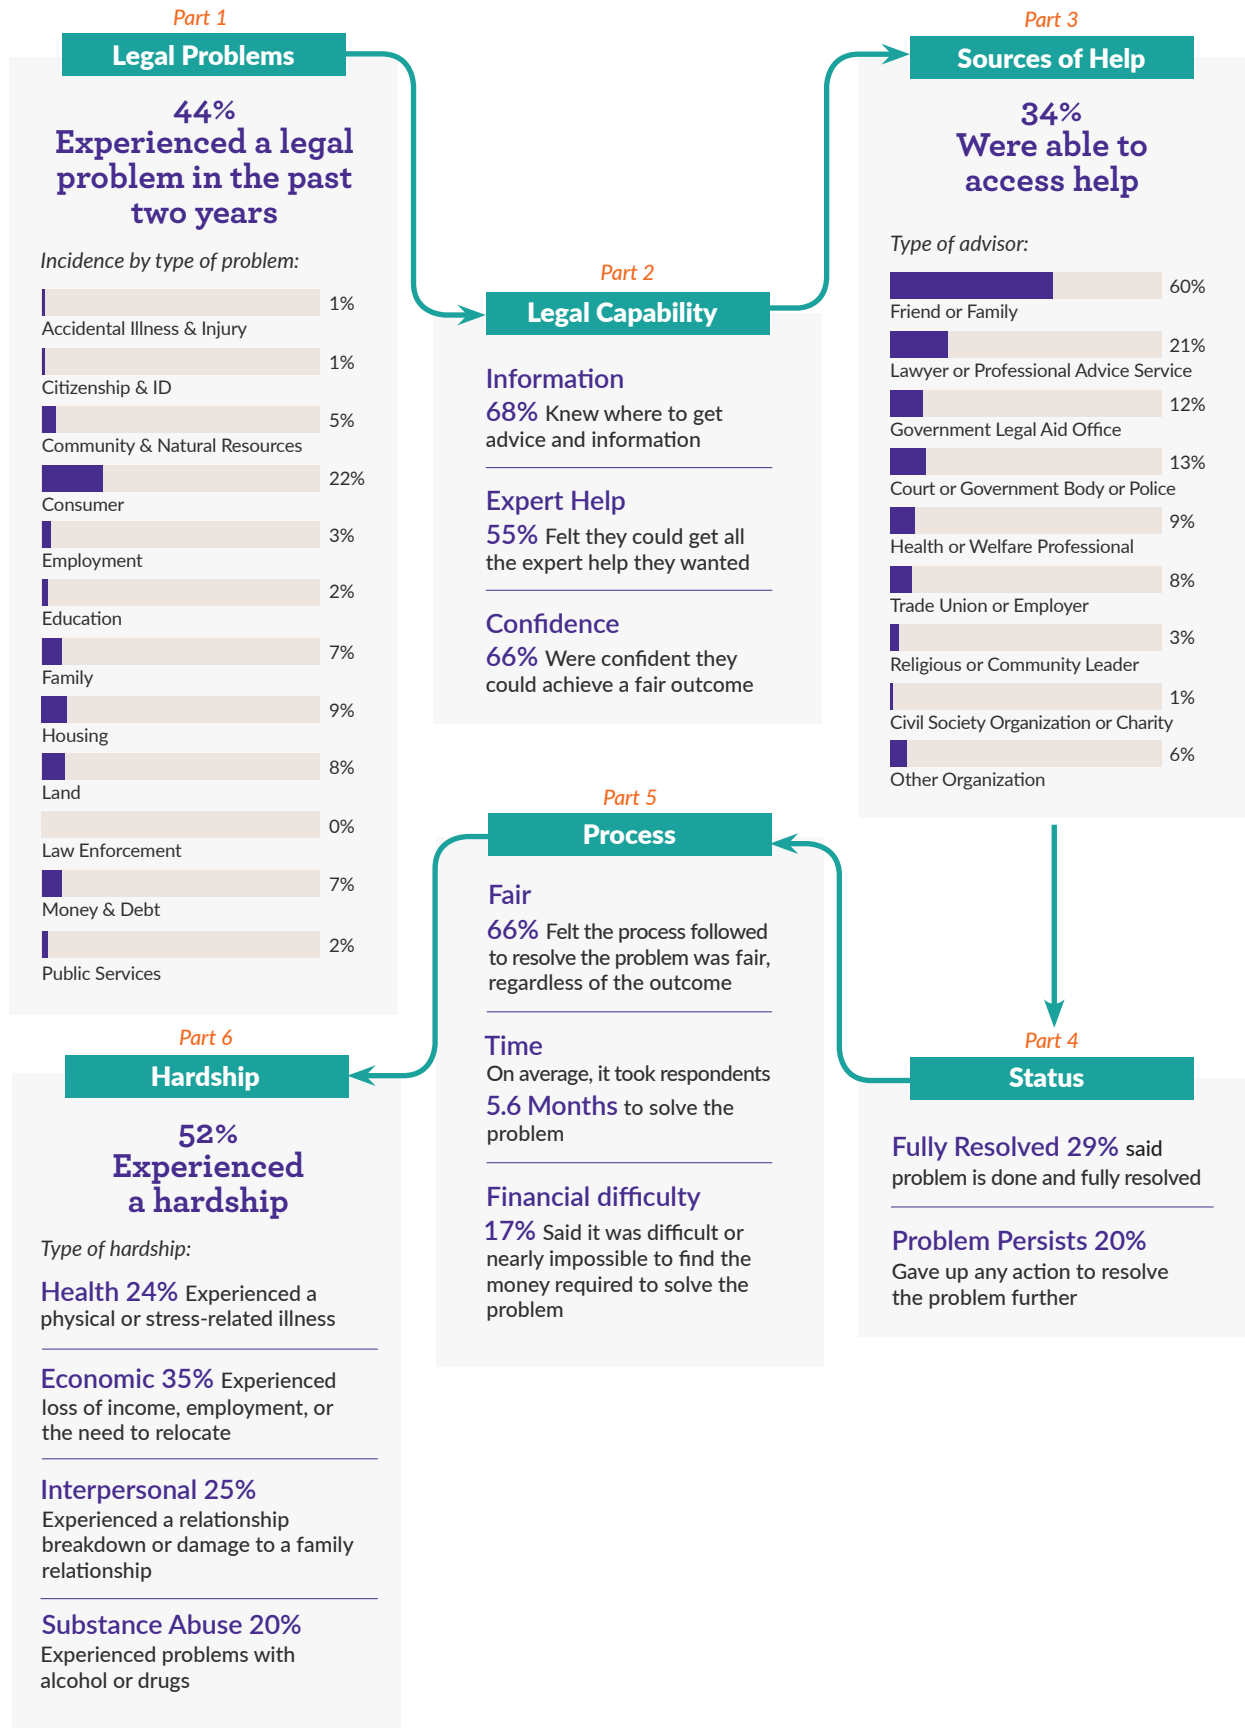 Part 1
Legal Problems
44%
Experienced a legal
problem in the past
two years
Incidence by type of problem:
1%
Accidental Illness & Injury
1%
Citizenship & ID
5%
Community & Natural Resources
22%
Consumer
3%
Employment
2%
Education
7%
Family
9%
Housing
8%
Land
0%
Law Enforcement
7%
Money & Debt
2%
Public Services
Part 2
Legal Capability
Information
68% Knew where to get
advice and information
Expert Help
55% Felt they could get all
the expert help they wanted
Confidence
66% Were confident they
could achieve a fair outcome
Part 3
Sources of Help
34%
Were able to
access help
Type of advisor:
60%
Friend or Family
21%
Lawyer or Professional Advice Service
12%
Government Legal Aid Office
13%
Court or Government Body or Police
9%
Health or Welfare Professional
8%
Trade Union or Employer
3%
Religious or Community Leader
1%
Civil Society Organization or Charity
6%
Other Organization
Part 4
Status
Fully Resolved 29% said
problem is done and fully resolved
Problem Persists 20%
Gave up any action to resolve
the problem further
Part 5
Process
Fair
66% Felt the process followed
to resolve the problem was fair,
regardless of the outcome
Time
On average, it took respondents
5.6 Months to solve the
problem
Financial difficulty
17% Said it was difficult or
nearly impossible to find the
money required to solve the
problem
Part 6
Hardship
52%
Experienced
a hardship
Type of hardship:
Health 24% Experienced a
physical or stress-related illness
Economic 35% Experienced
loss of income, employment, or
the need to relocate
Interpersonal 25%
Experienced a relationship
breakdown or damage to a family
relationship
Substance Abuse 20%
Experienced problems with
alcohol or drugs